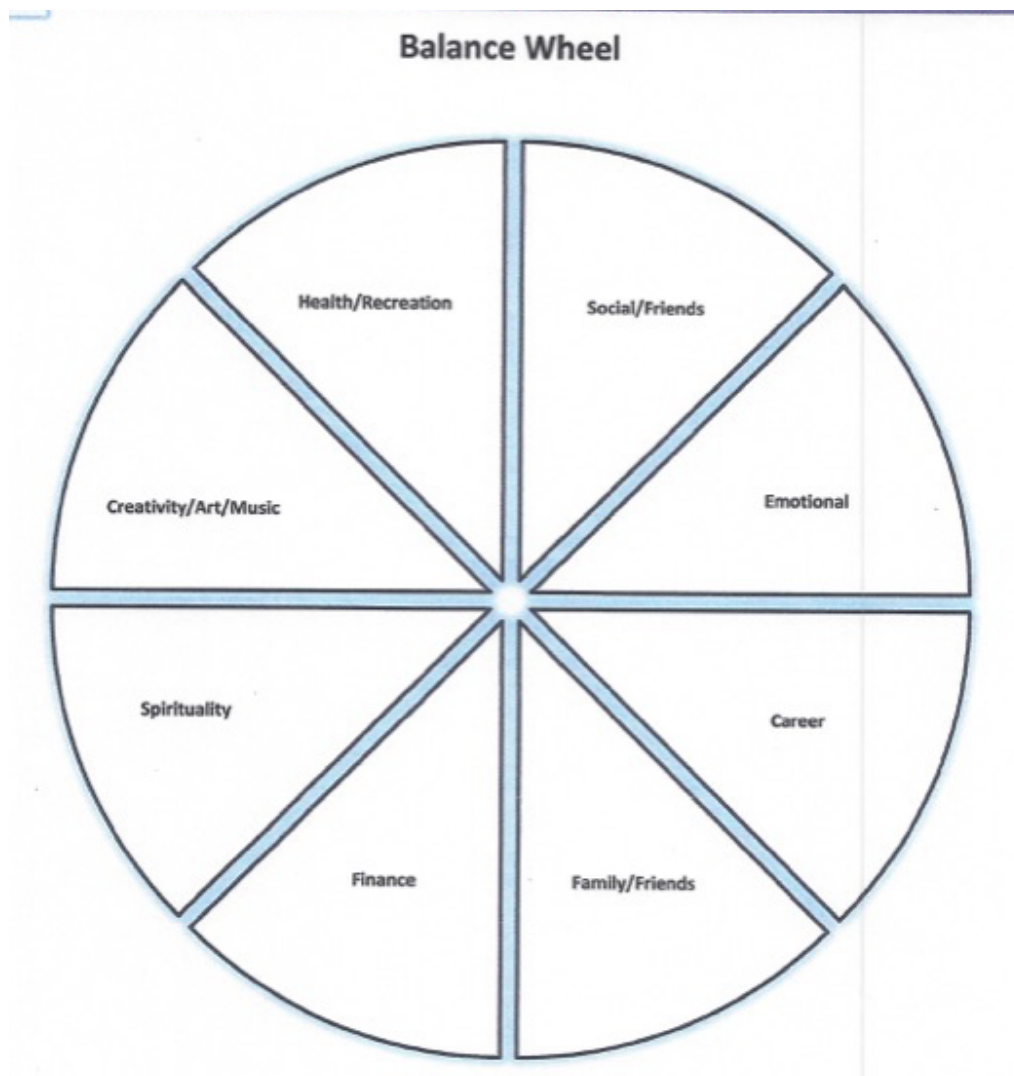 Balance Wheel
Health/Recreation
Social/Friends
Creativity/Art/Music
Emotional
Spirituality
Career
Finance
Family/Friends